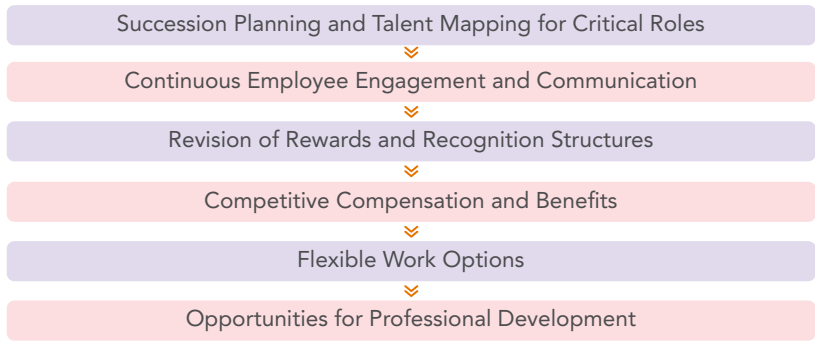 Succession Planning and Talent Mapping for Critical Roles
Continuous Employee Engagement and Communication
Revision of Rewards and Recognition Structures
Competitive Compensation and Benefits
Flexible Work Options
Opportunities for Professional Development